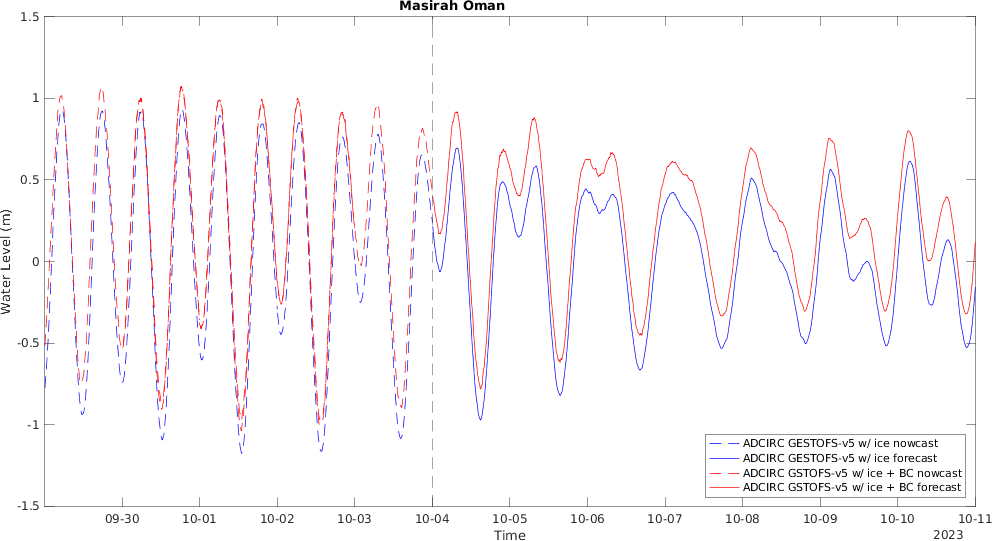 Masirah Oman
1.5
1
0.5
0
-0.5
-1
-1.5
Water Level (m)
ADCIRC GESTOFS-v5 w/ ice nowcast
ADCIRC GESTOFS-v5 w/ ice forecast
ADCIRC GSTOFS-v5 w/ ice + BC nowcast
ADCIRC GSTOFS-v5 w/ ice + BC forecast
09-30 10-01 10-02 10-03 10-04 10-05 10-06 10-07 10-08 10-09 10-10 10-11
Time
2023